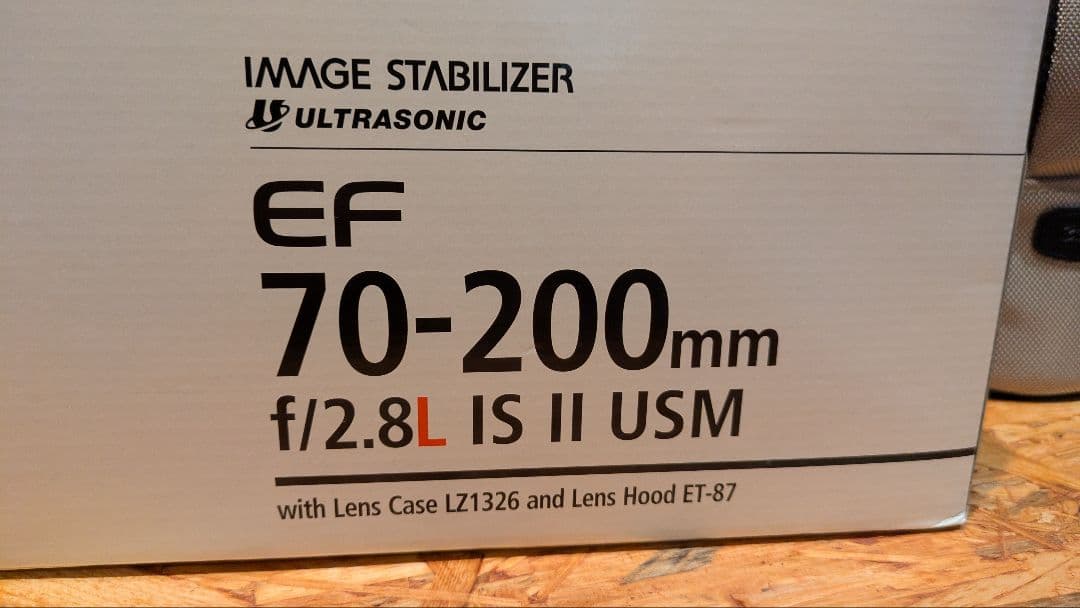 IMAGE STABILIZER
ULTRASONIC
EF
70-200mm
f/2.8L IS II USM
with Lens Case LZ1326 and Lens Hood ET-87